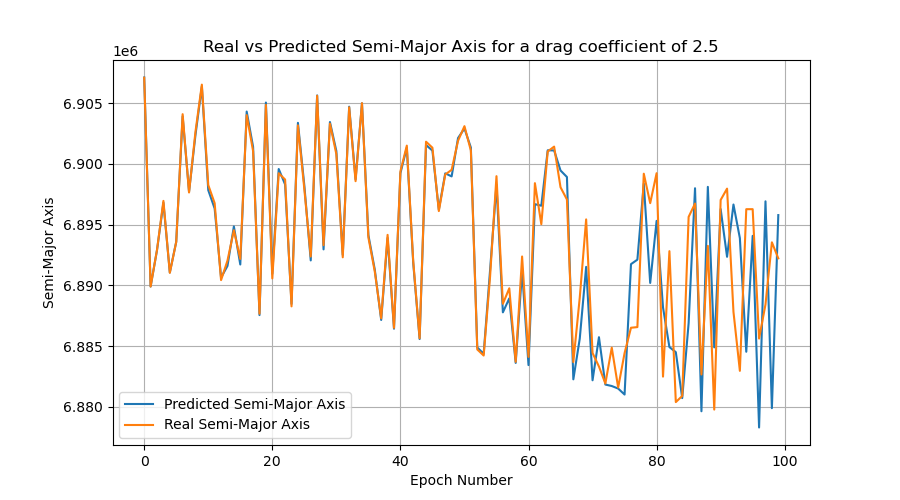 Real vs Predicted Semi-Major Axis for a drag coefficient of 2.5
1e6
6.905
6.900
6.895
6.890
6.885
6.880
Semi-Major Axis
Predicted Semi-Major Axis
Real Semi-Major Axis
0 20 40 60 80 100
Epoch Number